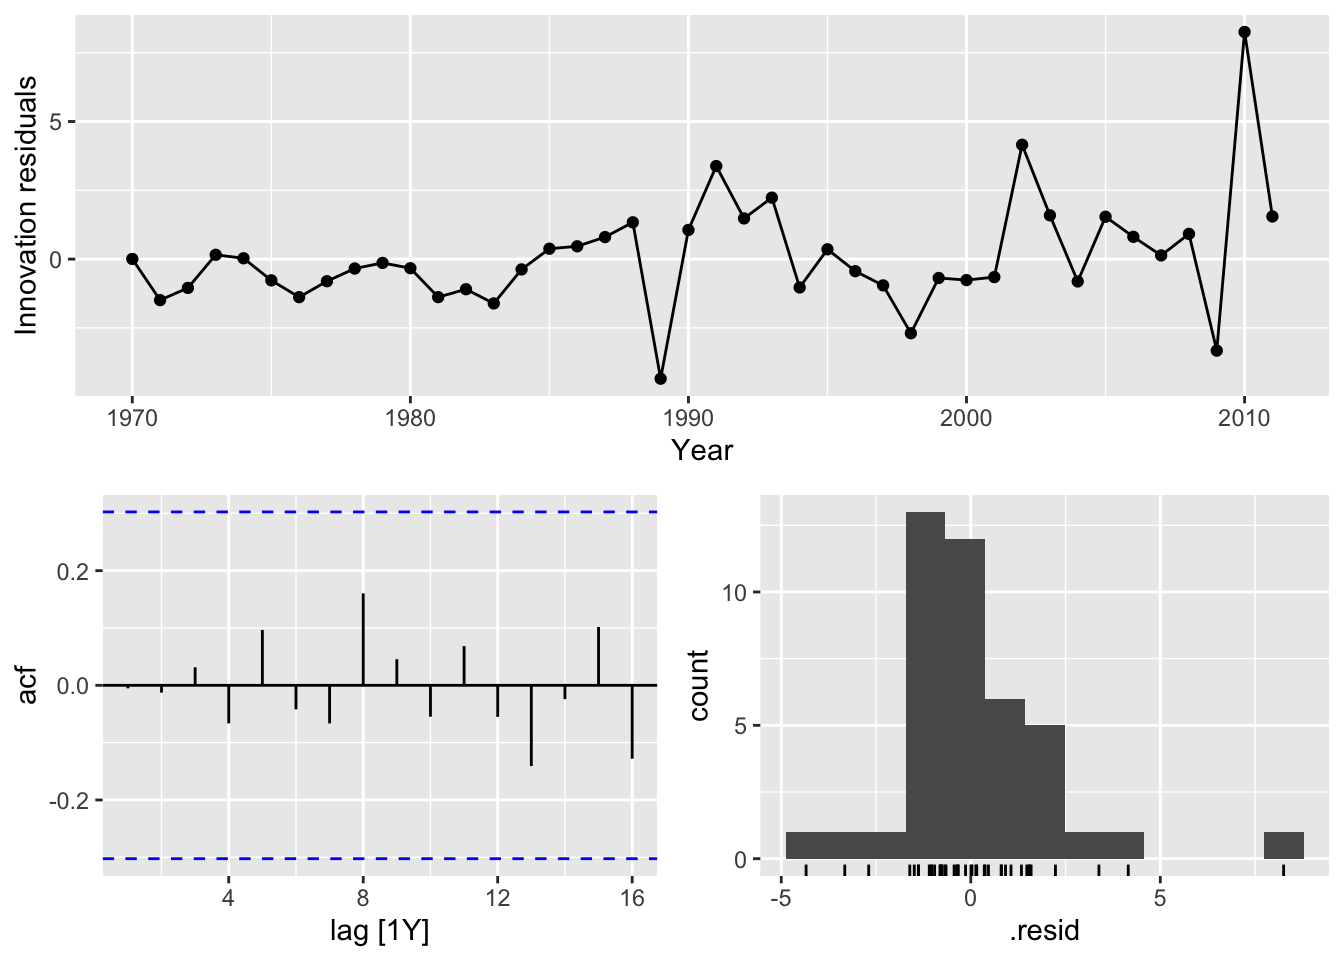 Innovation residuals
5
0
1970 1980 1990 2000 2010
Year
acf
0.2
0.0
-0.2
4 8 12 16
lag [1Y]
count
10
5
0
-5 0 5
.resid